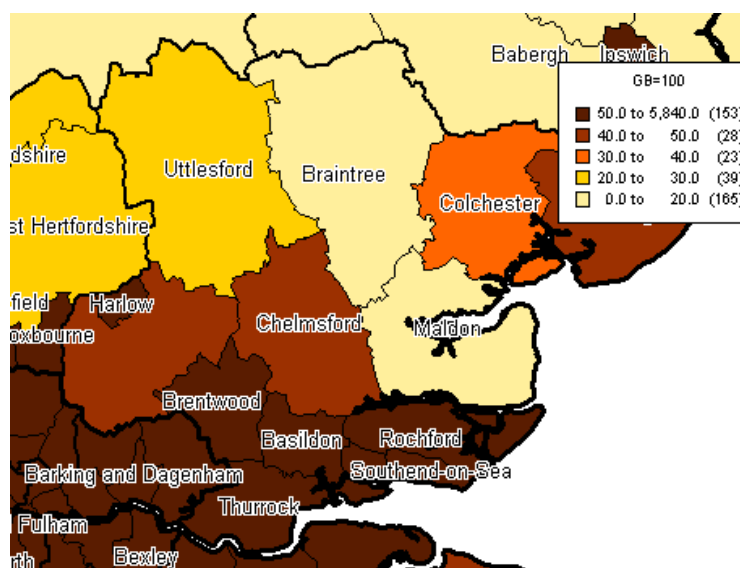 Babergh
Ipswich
GB=100
50.0 to 5,840.0 (153)
40.0 to 50.0 (28)
30.0 to 40.0 (23)
20.0 to 30.0 (39)
0.0 to 20.0 (165)
dshire
Uttlesford
Braintree
Colchester
st Hertfordshire
field
Harlow
oxbourne
Chelmsford
Maldon
Brentwood
Basildon
Rochford
Barking and Dagenham
Southend-on-Sea
Thurrock
Fulham
rth
Bexley